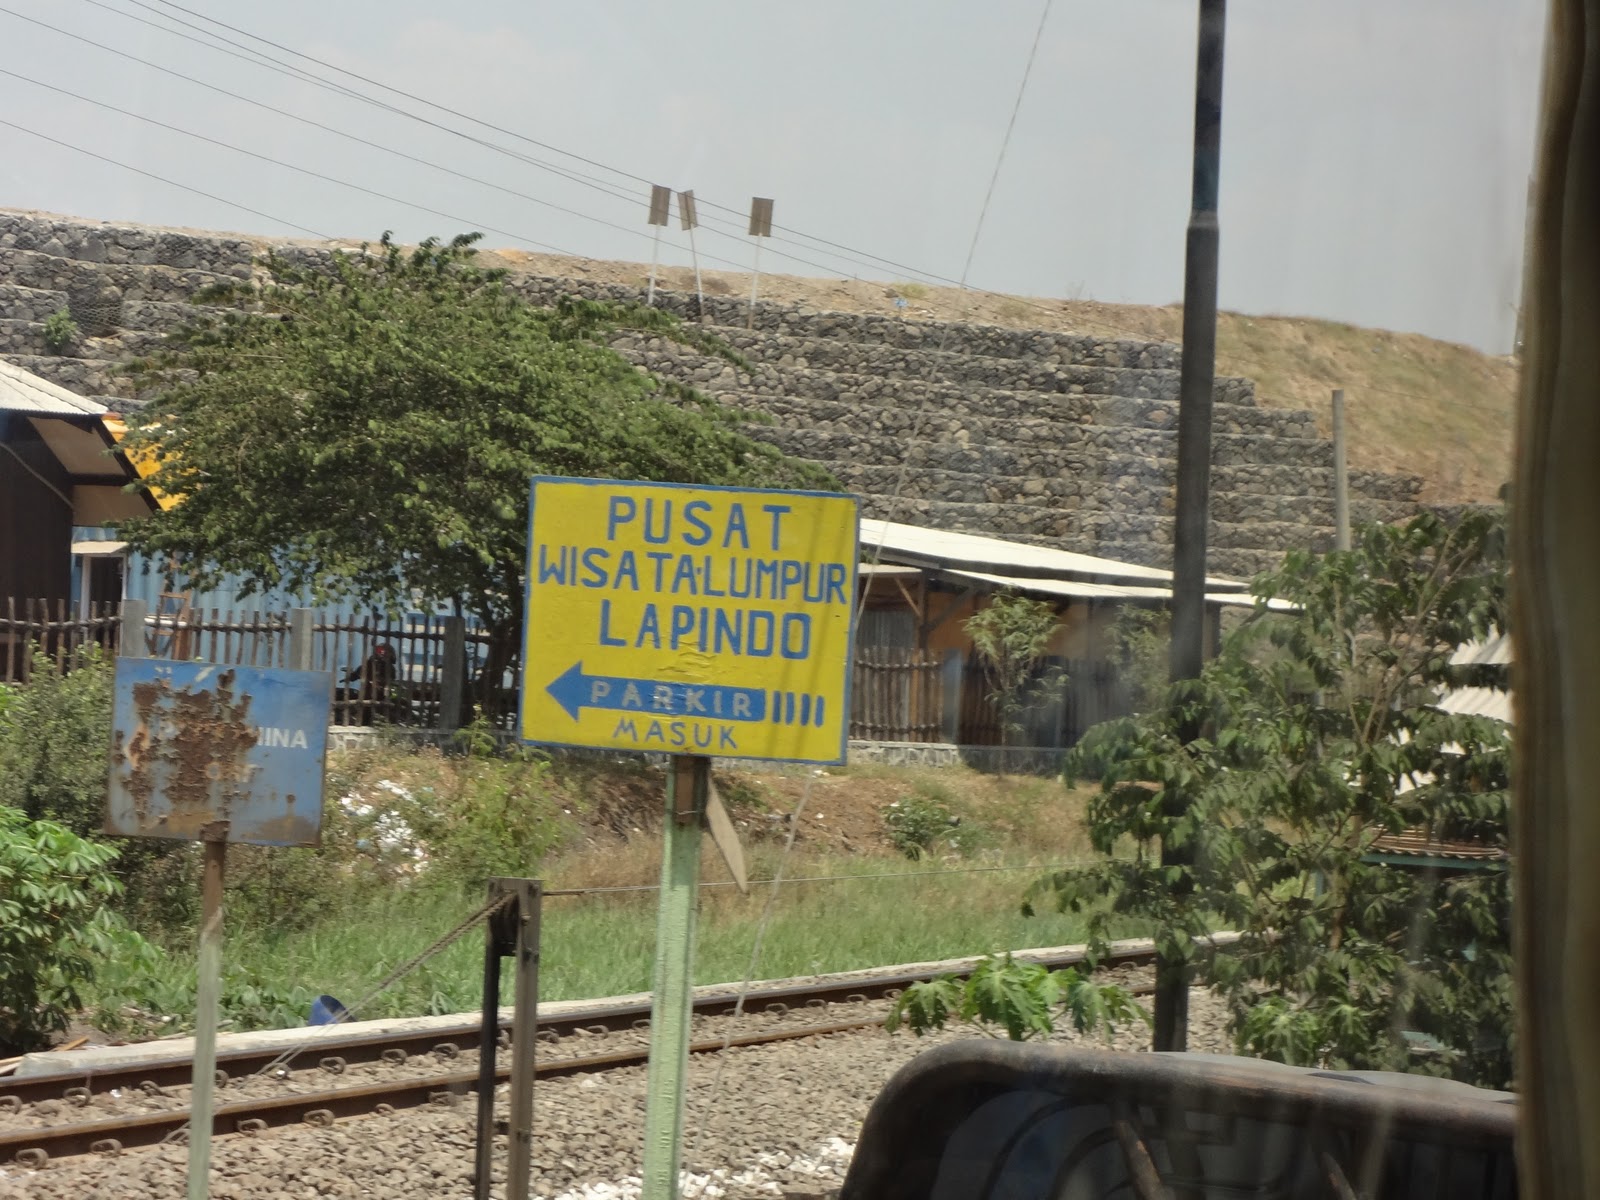 PUSAT
WISATA·LUMPUR
LAPINDO
PARKIR
MASUK